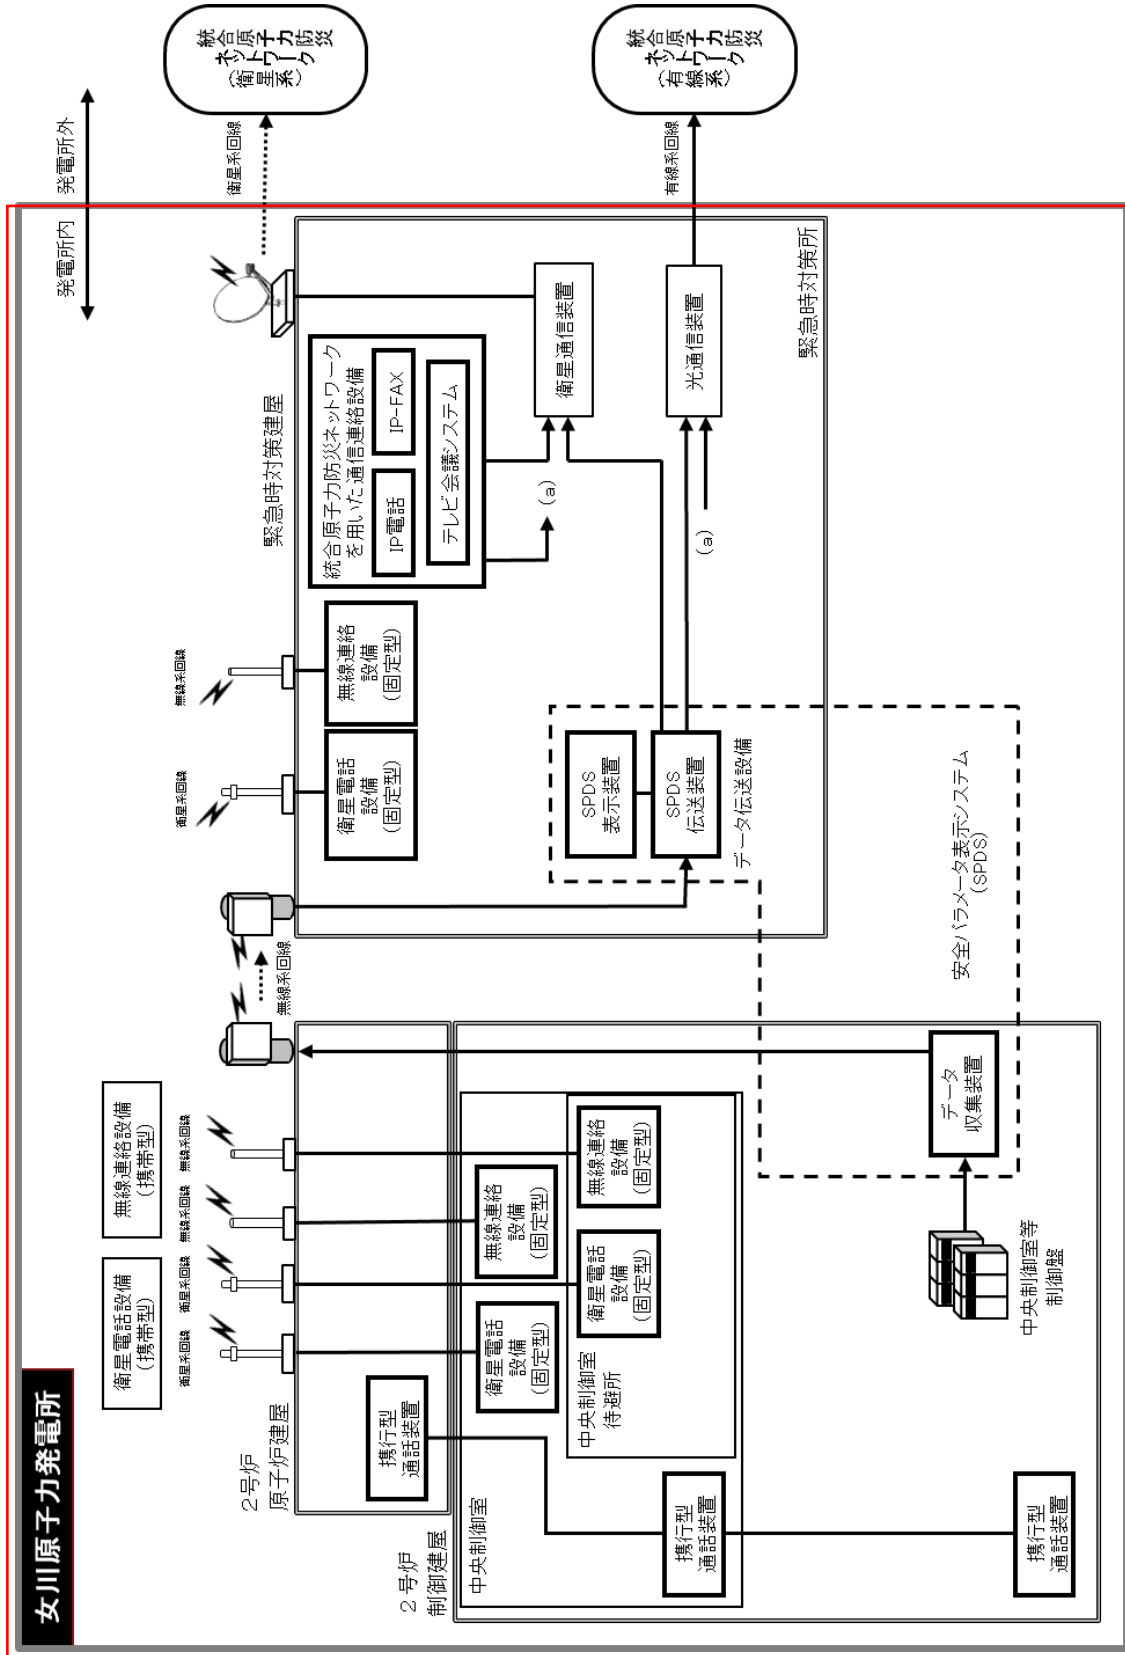 女川原子力発電所
発電所内
発電所外
衛星電話設備
(携帯型)
無線連絡設備
(携帯型)
衛星系回線
衛星系回線
無線系回線
無線系回線
無線系回線
衛星系回線
無線系回線
衛星系回線
統合原子力防災
ネットワーク
(衛星系)
2号炉
原子炉建屋
携行型
通話装置
緊急時対策建屋
衛星電話
設備
(固定型)
無線連絡
設備
(固定型)
統合原子力防災ネットワーク
を用いた通信連絡設備
IP電話
IP-FAX
テレビ会議システム
(a)
衛星通信装置
2号炉
制御建屋
中央制御室
衛星電話
設備
(固定型)
無線連絡
設備
(固定型)
中央制御室
待避所
衛星電話
設備
(固定型)
無線連絡
設備
(固定型)
携行型
通話装置
SPDS
表示装置
SPDS
伝送装置
データ伝送設備
(a)
光通信装置
有線系回線
統合原子力防災
ネットワーク
(有線系)
緊急時対策所
安全パラメータ表示システム
(SPDS)
データ
収集装置
中央制御室等
制御盤
携行型
通話装置